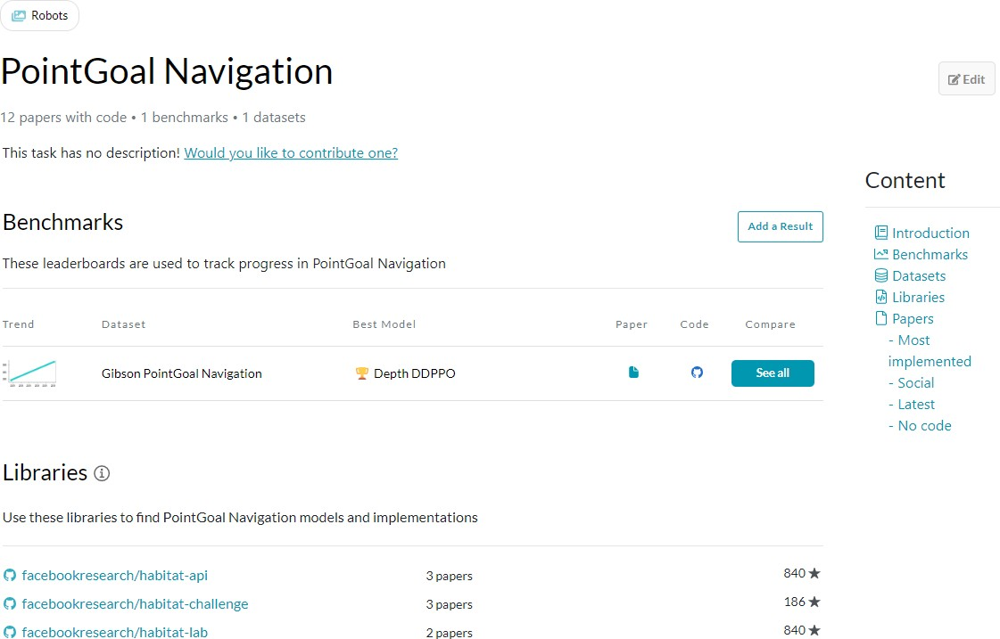 Robots
PointGoal Navigation
Edit
12 papers with code • 1 benchmarks • 1 datasets
This task has no description! Would you like to contribute one?
Benchmarks
Add a Result
These leaderboards are used to track progress in PointGoal Navigation
Trend Dataset Best Model Paper Code Compare
Gibson PointGoal Navigation Depth DDPPO See all
Libraries
Use these libraries to find PointGoal Navigation models and implementations
facebookresearch/habitat-api 3 papers 840
facebookresearch/habitat-challenge 3 papers 186
facebookresearch/habitat-lab 2 papers 840
Content
Introduction
Benchmarks
Datasets
Libraries
Papers
- Most
implemented
- Social
- Latest
- No code